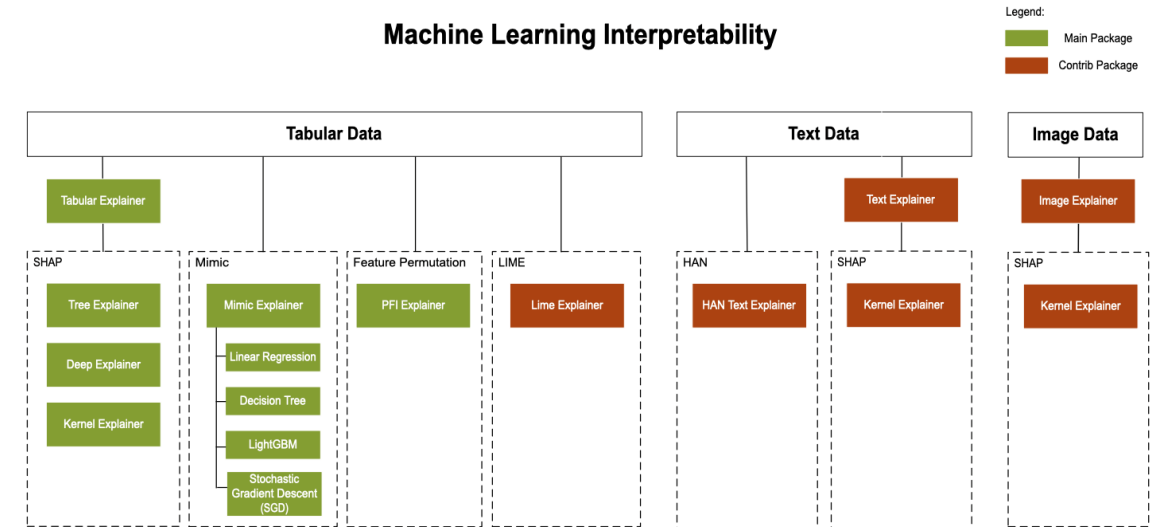 Legend:
Machine Learning Interpretability
Main Package
Contrib Package
Tabular Data
Text Data
Image Data
Tabular Explainer
Text Explainer
Image Explainer
SHAP
Mimic
Feature Permutation
LIME
HAN
SHAP
SHAP
Tree Explainer
Mimic Explainer
PFI Explainer
Lime Explainer
HAN Text Explainer
Kernel Explainer
Kernel Explainer
Linear Regression
Deep Explainer
Decision Tree
Kernel Explainer
LightGBM
Stochastic
Gradient Descent
(SGD)